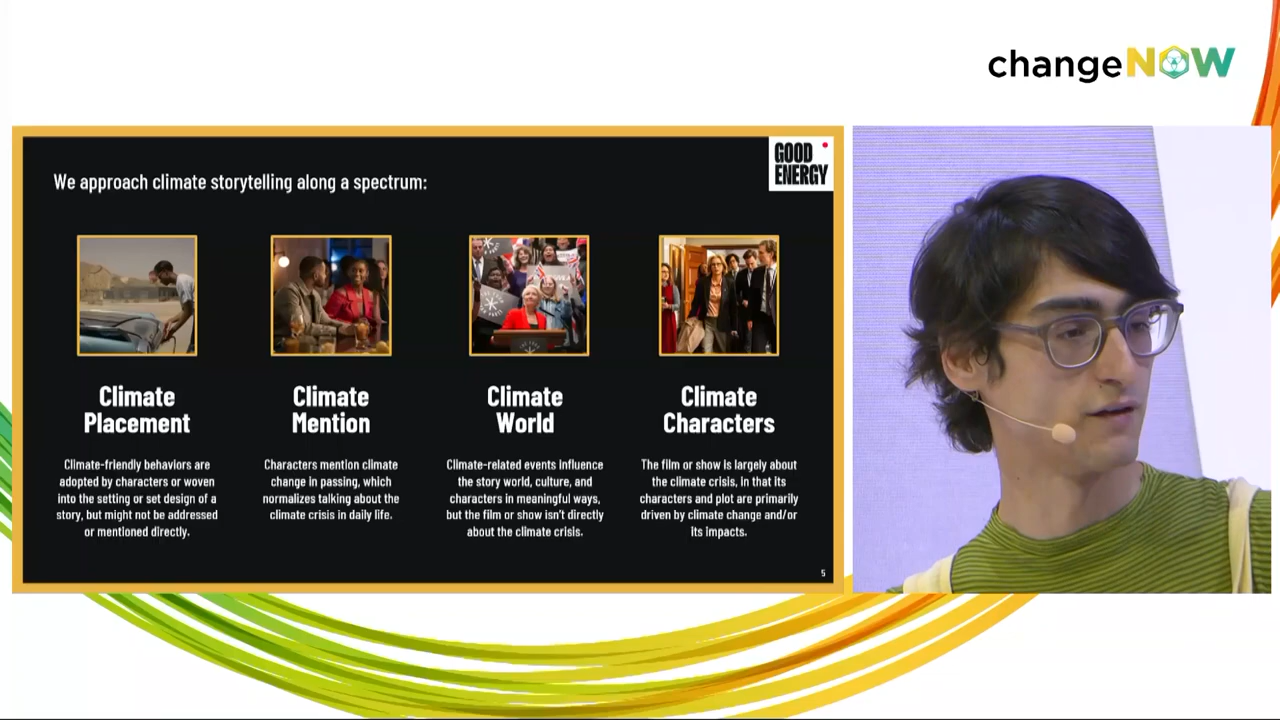 changeNOW
GOOD
ENERGY
We approach climate storytelling along a spectrum:
Climate
Placement
Climate-friendly behaviors are
adopted by characters or woven
into the setting or set design of a
story, but might not be addressed
or mentioned directly.
Climate
Mention
Characters mention climate
change in passing, which
normalizes talking about the
climate crisis in daily life.
Climate
World
Climate-related events influence
the story world, culture, and
characters in meaningful ways,
but the film or show isn't directly
about the climate crisis.
Climate
Characters
The film or show is largely about
the climate crisis, in that its
characters and plot are primarily
driven by climate change and/or
its impacts.
5